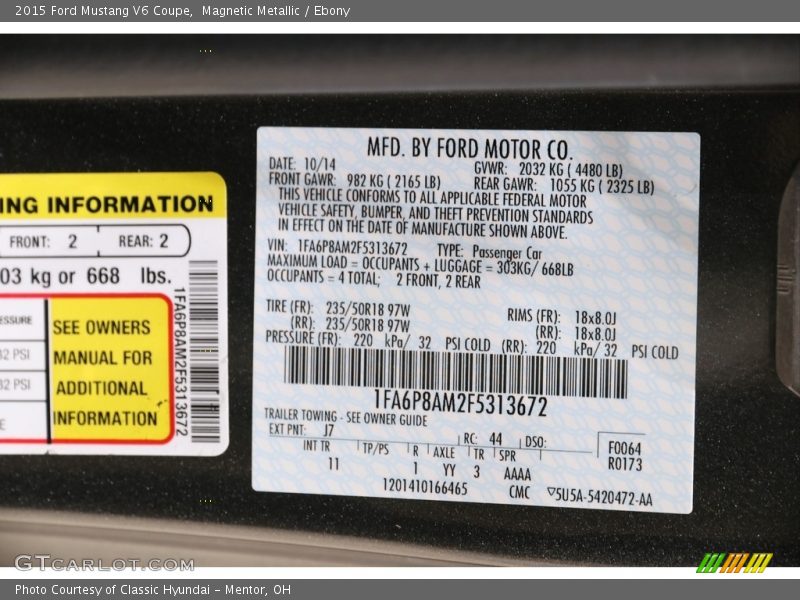 2015 Ford Mustang V6 Coupe, Magnetic Metallic / Ebony
NG INFORMATION
FRONT: 2 REAR: 2
03 kg or 668 lbs.
SEE OWNERS
MANUAL FOR
ADDITIONAL
INFORMATION
32 PSI
32 PSI
1FA6P8AM2F5313672
MFD. BY FORD MOTOR CO.
DATE: 10/14 GVWR: 2032 KG ( 4480 LB)
FRONT GAWR: 982 KG ( 2165 LB) REAR GAWR: 1055 KG ( 2325 LB)
THIS VEHICLE CONFORMS TO ALL APPLICABLE FEDERAL MOTOR
VEHICLE SAFETY, BUMPER, AND THEFT PREVENTION STANDARDS
IN EFFECT ON THE DATE OF MANUFACTURE SHOWN ABOVE.
VIN: 1FA6P8AM2F5313672 TYPE: Passenger Car
MAXIMUM LOAD = OCCUPANTS + LUGGAGE = 303KG/ 668LB
OCCUPANTS = 4 TOTAL; 2 FRONT, 2 REAR
TIRE (FR): 235/50R18 97W RIMS (FR): 18x8.0J
(RR): 235/50R18 97W (RR): 18x8.0J
PRESSURE (FR): 220 kPa/ 32 PSI COLD (RR): 220 kPa/ 32 PSI COLD
1FA6P8AM2F5313672
TRAILER TOWING - SEE OWNER GUIDE
EXT PNT: J7 RC: 44 DSO: F0064
INT TR TP/PS R AXLE TR SPR R0173
11 1 YY 3 AAAA
1201410166465 CMC 5U5A-5420472-AA
GTCARLOT.COM
Photo Courtesy of Classic Hyundai - Mentor, OH